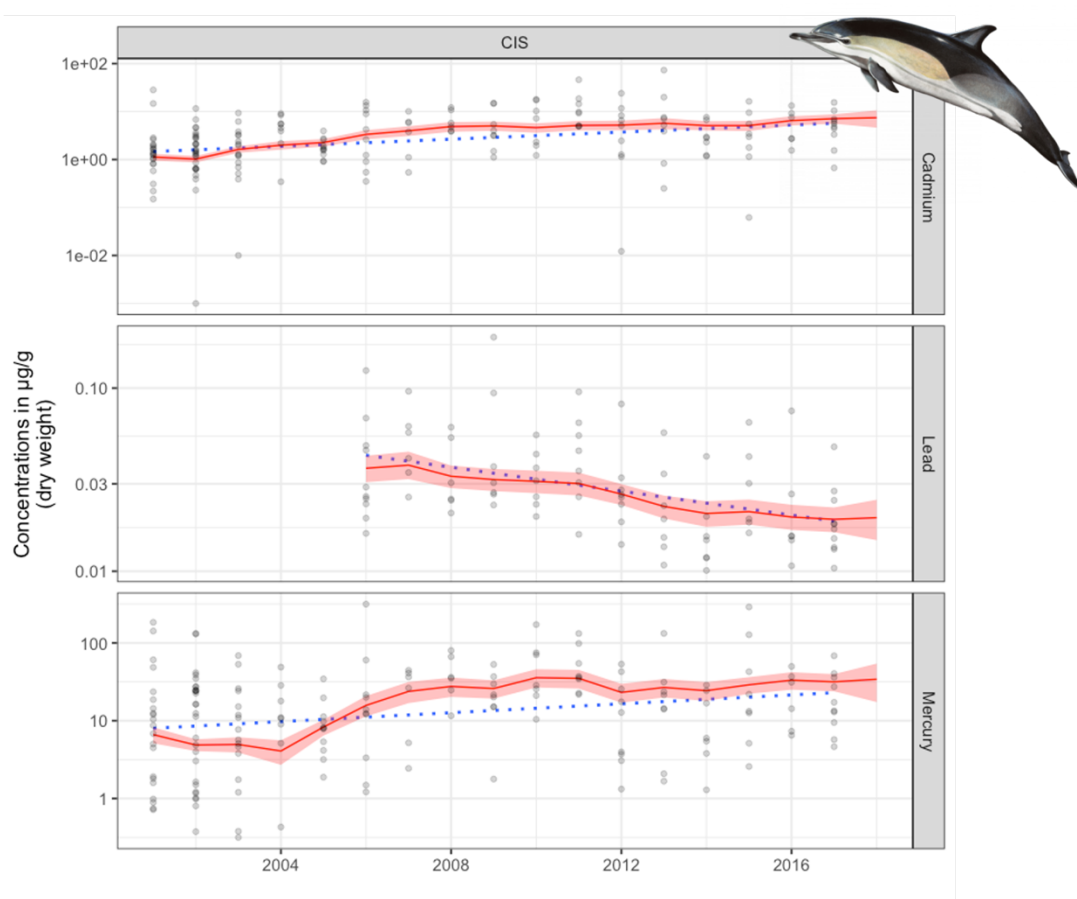 CIS
1e+02
1e+00
1e-02
Cadmium
0.10
0.03
0.01
Lead
100
10
1
Mercury
Concentrations in µg/g
(dry weight)
2004
2008
2012
2016